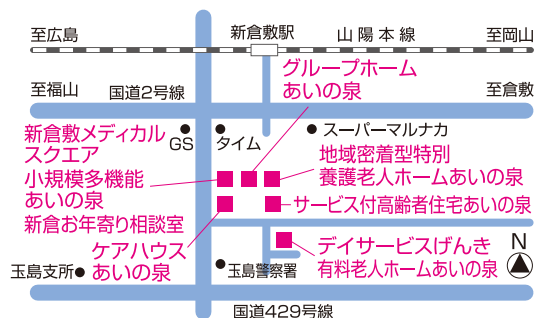 至広島
新倉敷駅
山陽本線
至岡山
グループホーム
あいの泉
至福山
国道2号線
至倉敷
GS
タイム
スーパーマルナカ
新倉敷メディカル
スクエア
小規模多機能
あいの泉
新倉お年寄り相談室
地域密着型特別
養護老人ホームあいの泉
サービス付高齢者住宅あいの泉
ケアハウス
あいの泉
デイサービスげんき
有料老人ホームあいの泉
N
玉島支所
玉島警察署
国道429号線